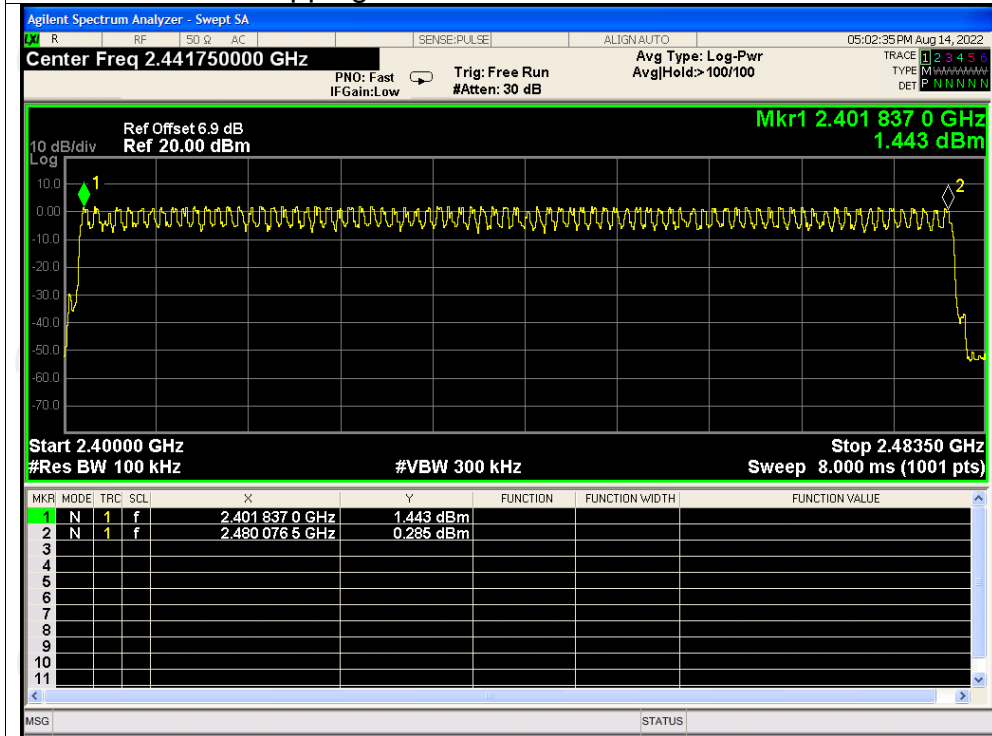 Agilent Spectrum Analyzer - Swept SA
LXI R RF 50 Ω AC SENSE:PULSE ALIGN AUTO 05:02:35 PM Aug 14, 2022
Center Freq 2.441750000 GHz
PNO: Fast
IFGain:Low
Trig: Free Run
#Atten: 30 dB
Avg Type: Log-Pwr
Avg|Hold:>100/100
TRACE 1 2 3 4 5 6
TYPE M WWWWW
DET P N N N N N
Ref Offset 6.9 dB
10 dB/div Ref 20.00 dBm
Log
Mkr1 2.401 837 0 GHz
1.443 dBm
10.0
0.00
-10.0
-20.0
-30.0
-40.0
-50.0
-60.0
-70.0
1
2
Start 2.40000 GHz Stop 2.48350 GHz
#Res BW 100 kHz #VBW 300 kHz Sweep 8.000 ms (1001 pts)
MKR MODE TRC SCL X Y FUNCTION FUNCTION WIDTH FUNCTION VALUE
1 N 1 f 2.401 837 0 GHz 1.443 dBm
2 N 1 f 2.480 076 5 GHz 0.285 dBm
3
4
5
6
7
8
9
10
11
MSG STATUS